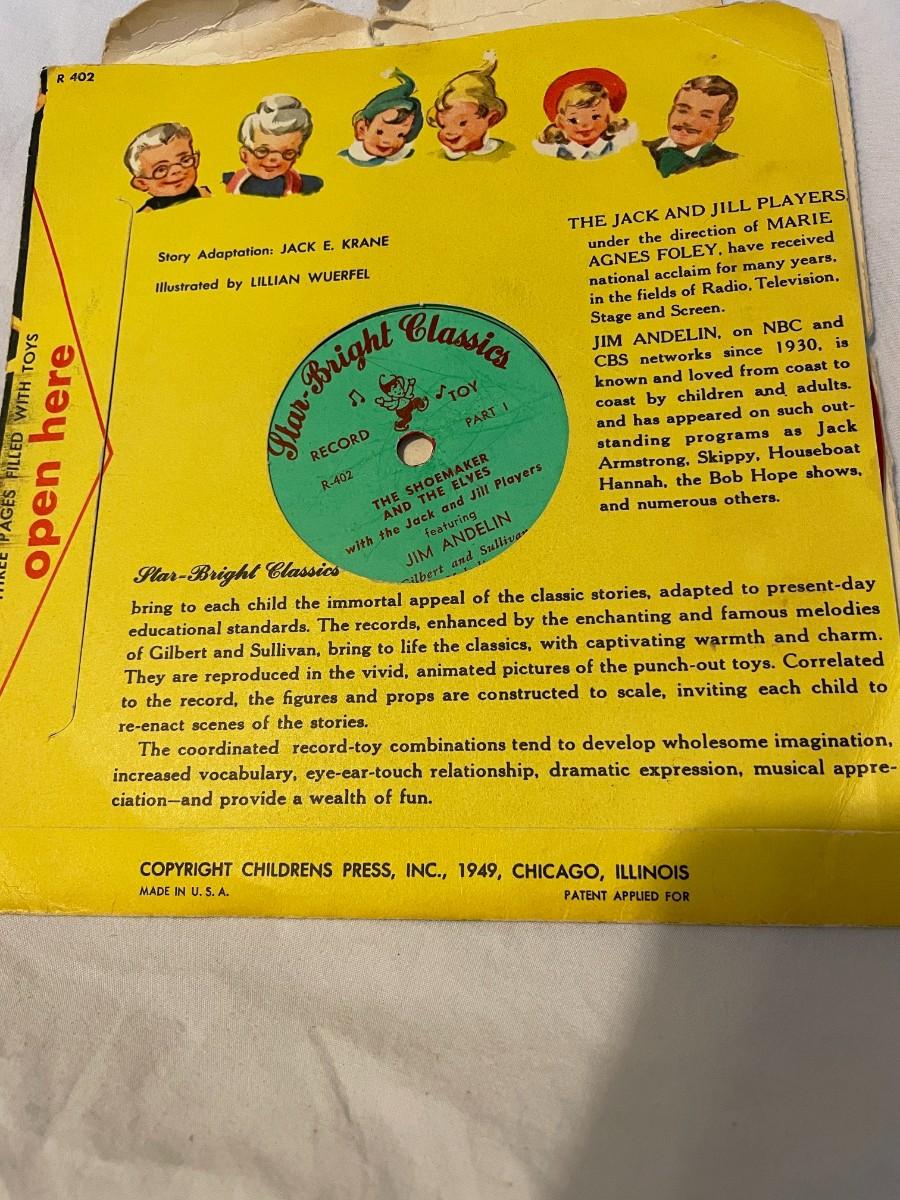 R 402
Story Adaptation: JACK E. KRANE
Illustrated by LILLIAN WUERFEL
THE JACK AND JILL PLAYERS,
under the direction of MARIE
AGNES FOLEY, have received
national acclaim for many years,
in the fields of Radio, Television,
Stage and Screen.
JIM ANDELIN, on NBC and
CBS networks since 1930, is
known and loved from coast to
coast by children and adults.
and has appeared on such out-
standing programs as Jack
Armstrong, Skippy, Houseboat
Hannah, the Bob Hope shows,
and numerous others.
PAGES FILLED WITH TOYS
open here
Star-Bright Classics
RECORD TOY
R-402 PART 1
THE SHOEMAKER
AND THE ELVES
with the Jack and Jill Players
featuring
JIM ANDELIN
Gilbert and Sullivan
Star-Bright Classics
bring to each child the immortal appeal of the classic stories, adapted to present-day
educational standards. The records, enhanced by the enchanting and famous melodies
of Gilbert and Sullivan, bring to life the classics, with captivating warmth and charm.
They are reproduced in the vivid, animated pictures of the punch-out toys. Correlated
to the record, the figures and props are constructed to scale, inviting each child to
re-enact scenes of the stories.
The coordinated record-toy combinations tend to develop wholesome imagination,
increased vocabulary, eye-ear-touch relationship, dramatic expression, musical appre-
ciation—and provide a wealth of fun.
COPYRIGHT CHILDRENS PRESS, INC., 1949, CHICAGO, ILLINOIS
MADE IN U. S. A.
PATENT APPLIED FOR